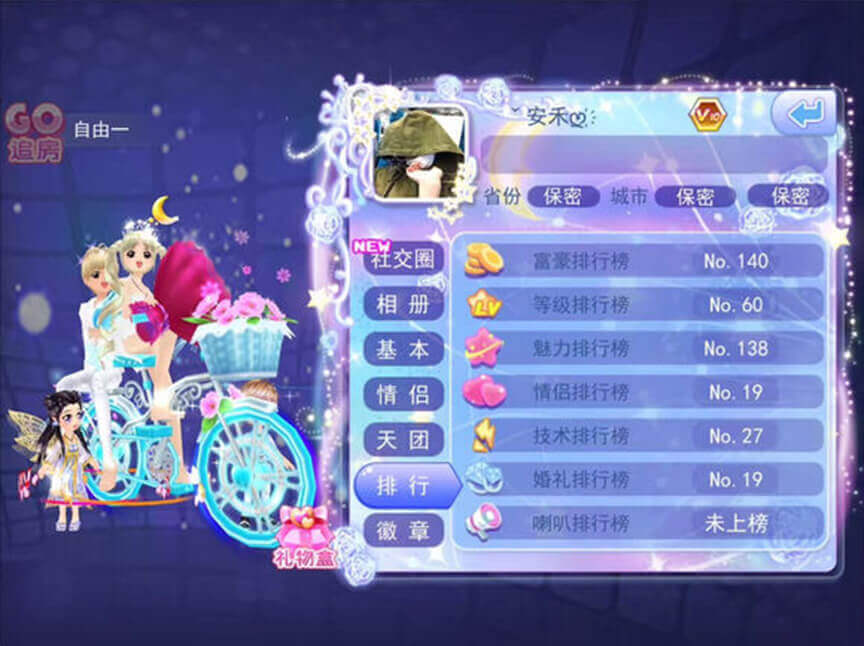 GO
追房
自由一
安禾ღ:
V10
省份 保密 城市 保密 保密
NEW
社交圈
相册
基本
情侣
天团
排行
徽章
富豪排行榜 No. 140
LV 等级排行榜 No. 60
魅力排行榜 No. 138
情侣排行榜 No. 19
技术排行榜 No. 27
婚礼排行榜 No. 19
喇叭排行榜 未上榜
礼物盒